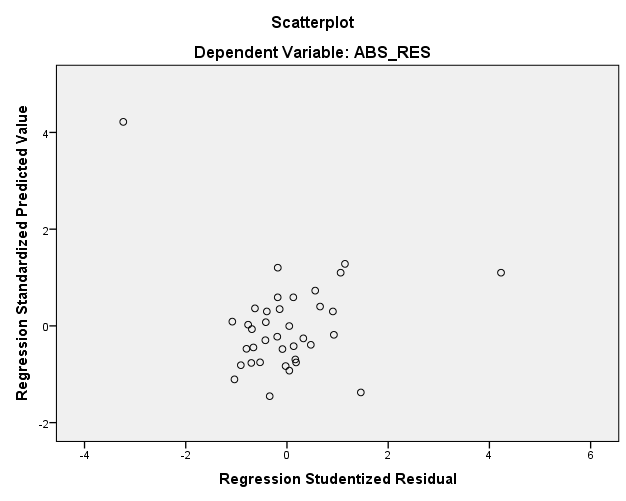 Scatterplot
Dependent Variable: ABS_RES
Regression Standardized Predicted Value
4
2
0
-2
-4
-2
0
2
4
6
Regression Studentized Residual